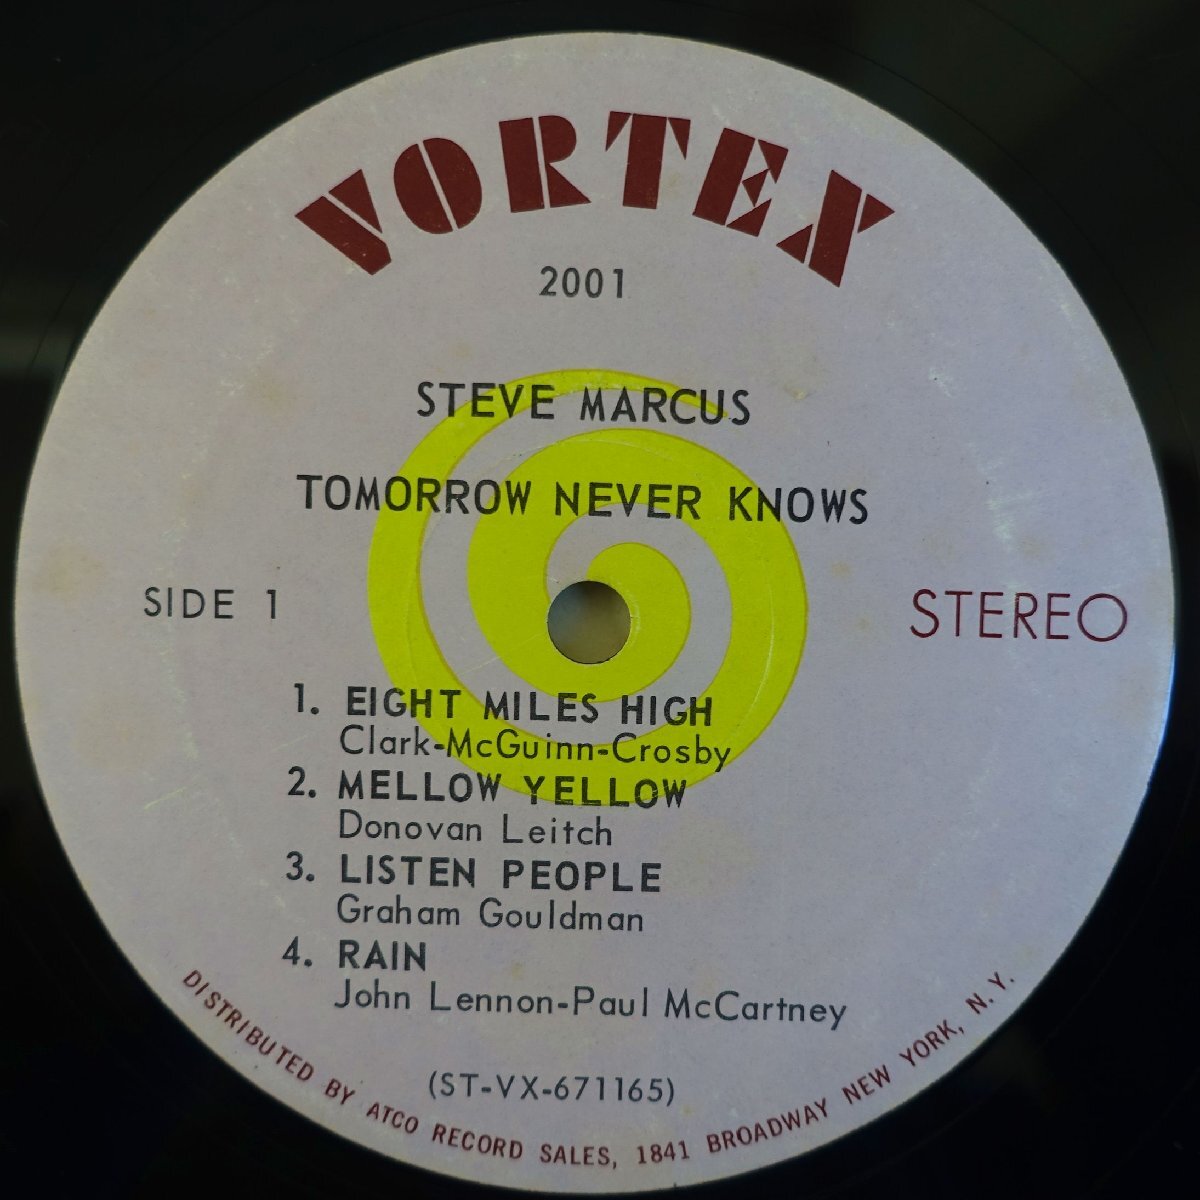 VORTEX
2001
STEVE MARCUS
TOMORROW NEVER KNOWS
SIDE 1
STEREO
1. EIGHT MILES HIGH
Clark-McGuinn-Crosby
2. MELLOW YELLOW
Donovan Leitch
3. LISTEN PEOPLE
Graham Gouldman
4. RAIN
John Lennon-Paul McCartney
(ST-VX-671165)
DISTRIBUTED BY ATCO RECORD SALES, 1841 BROADWAY NEW YORK, N.Y.